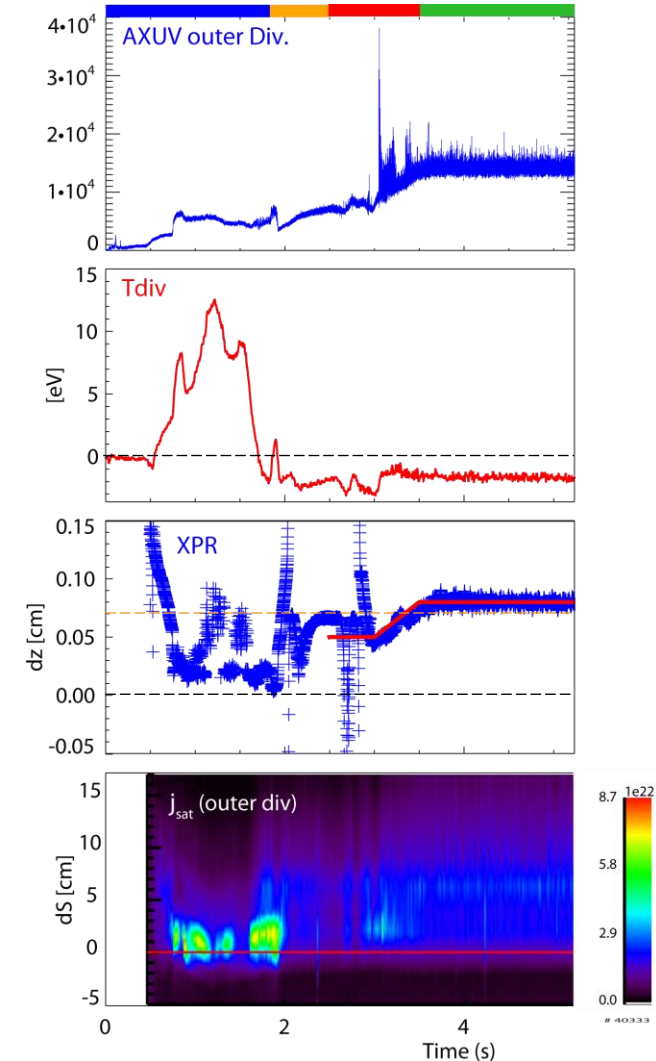 4•10⁴
AXUV outer Div.
3•10⁴
2•10⁴
1•10⁴
0
15
Tdiv
10
[eV]
5
0
0.15
XPR
0.10
dz [cm]
0.05
0.00
-0.05
15
j_sat (outer div)
10
dS [cm]
5
0
-5
8.7 1e22
5.8
2.9
0.0
# 40333
0 2 4
Time (s)